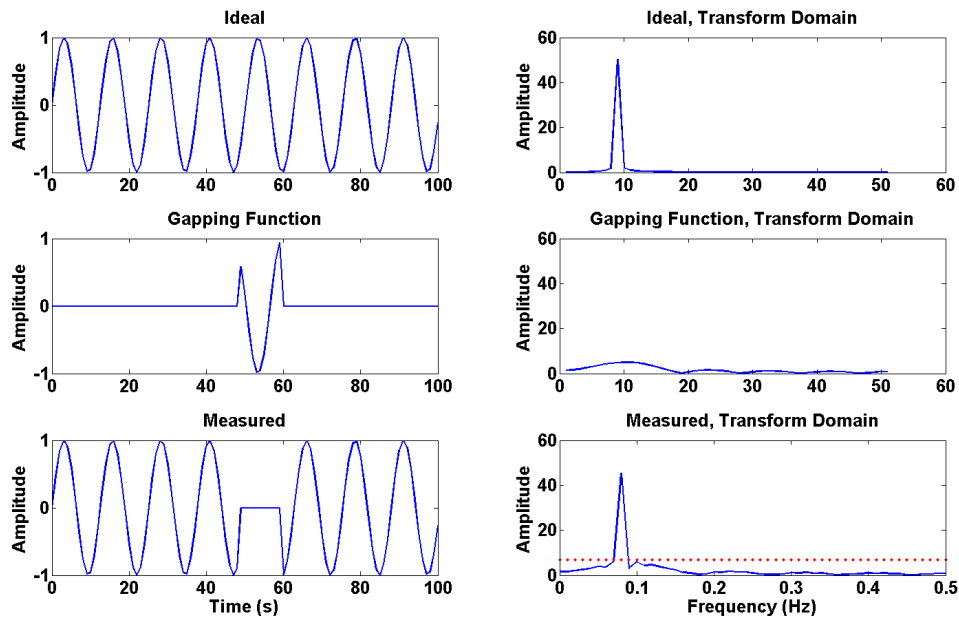 Ideal
Amplitude
1
0
-1
0 20 40 60 80 100
Ideal, Transform Domain
Amplitude
60
40
20
0
0 10 20 30 40 50 60
Gapping Function
Amplitude
1
0
-1
0 20 40 60 80 100
Gapping Function, Transform Domain
Amplitude
60
40
20
0
0 10 20 30 40 50 60
Measured
Amplitude
1
0
-1
0 20 40 60 80 100
Time (s)
Measured, Transform Domain
Amplitude
60
40
20
0
0 0.1 0.2 0.3 0.4 0.5
Frequency (Hz)